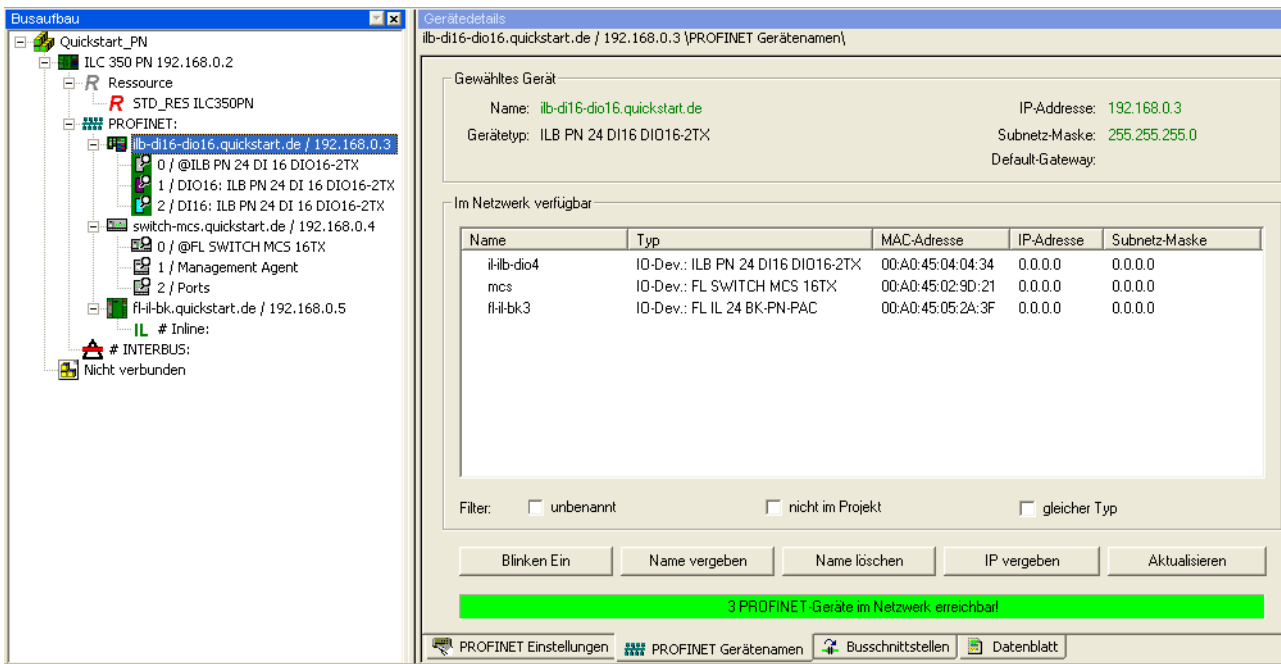 Busaufbau
Quickstart_PN
ILC 350 PN 192.168.0.2
R Ressource
R STD_RES ILC350PN
PROFINET:
ilb-di16-dio16.quickstart.de / 192.168.0.3
0 / @ILB PN 24 DI 16 DIO16-2TX
1 / DIO16: ILB PN 24 DI 16 DIO16-2TX
2 / DI16: ILB PN 24 DI 16 DIO16-2TX
switch-mcs.quickstart.de / 192.168.0.4
0 / @FL SWITCH MCS 16TX
1 / Management Agent
2 / Ports
fl-il-bk.quickstart.de / 192.168.0.5
IL # Inline:
# INTERBUS:
Nicht verbunden
Gerätedetails
ilb-di16-dio16.quickstart.de / 192.168.0.3 \PROFINET Gerätenamen\
Gewähltes Gerät
Name: ilb-di16-dio16.quickstart.de IP-Addresse: 192.168.0.3
Gerätetyp: ILB PN 24 DI16 DIO16-2TX Subnetz-Maske: 255.255.255.0
Default-Gateway:
Im Netzwerk verfügbar
Name Typ MAC-Adresse IP-Adresse Subnetz-Maske
il-ilb-dio4 IO-Dev.: ILB PN 24 DI16 DIO16-2TX 00:A0:45:04:04:34 0.0.0.0 0.0.0.0
mcs IO-Dev.: FL SWITCH MCS 16TX 00:A0:45:02:9D:21 0.0.0.0 0.0.0.0
fl-il-bk3 IO-Dev.: FL IL 24 BK-PN-PAC 00:A0:45:05:2A:3F 0.0.0.0 0.0.0.0
Filter: unbenannt nicht im Projekt gleicher Typ
Blinken Ein Name vergeben Name löschen IP vergeben Aktualisieren
3 PROFINET-Geräte im Netzwerk erreichbar!
PROFINET Einstellungen PROFINET Gerätenamen Busschnittstellen Datenblatt